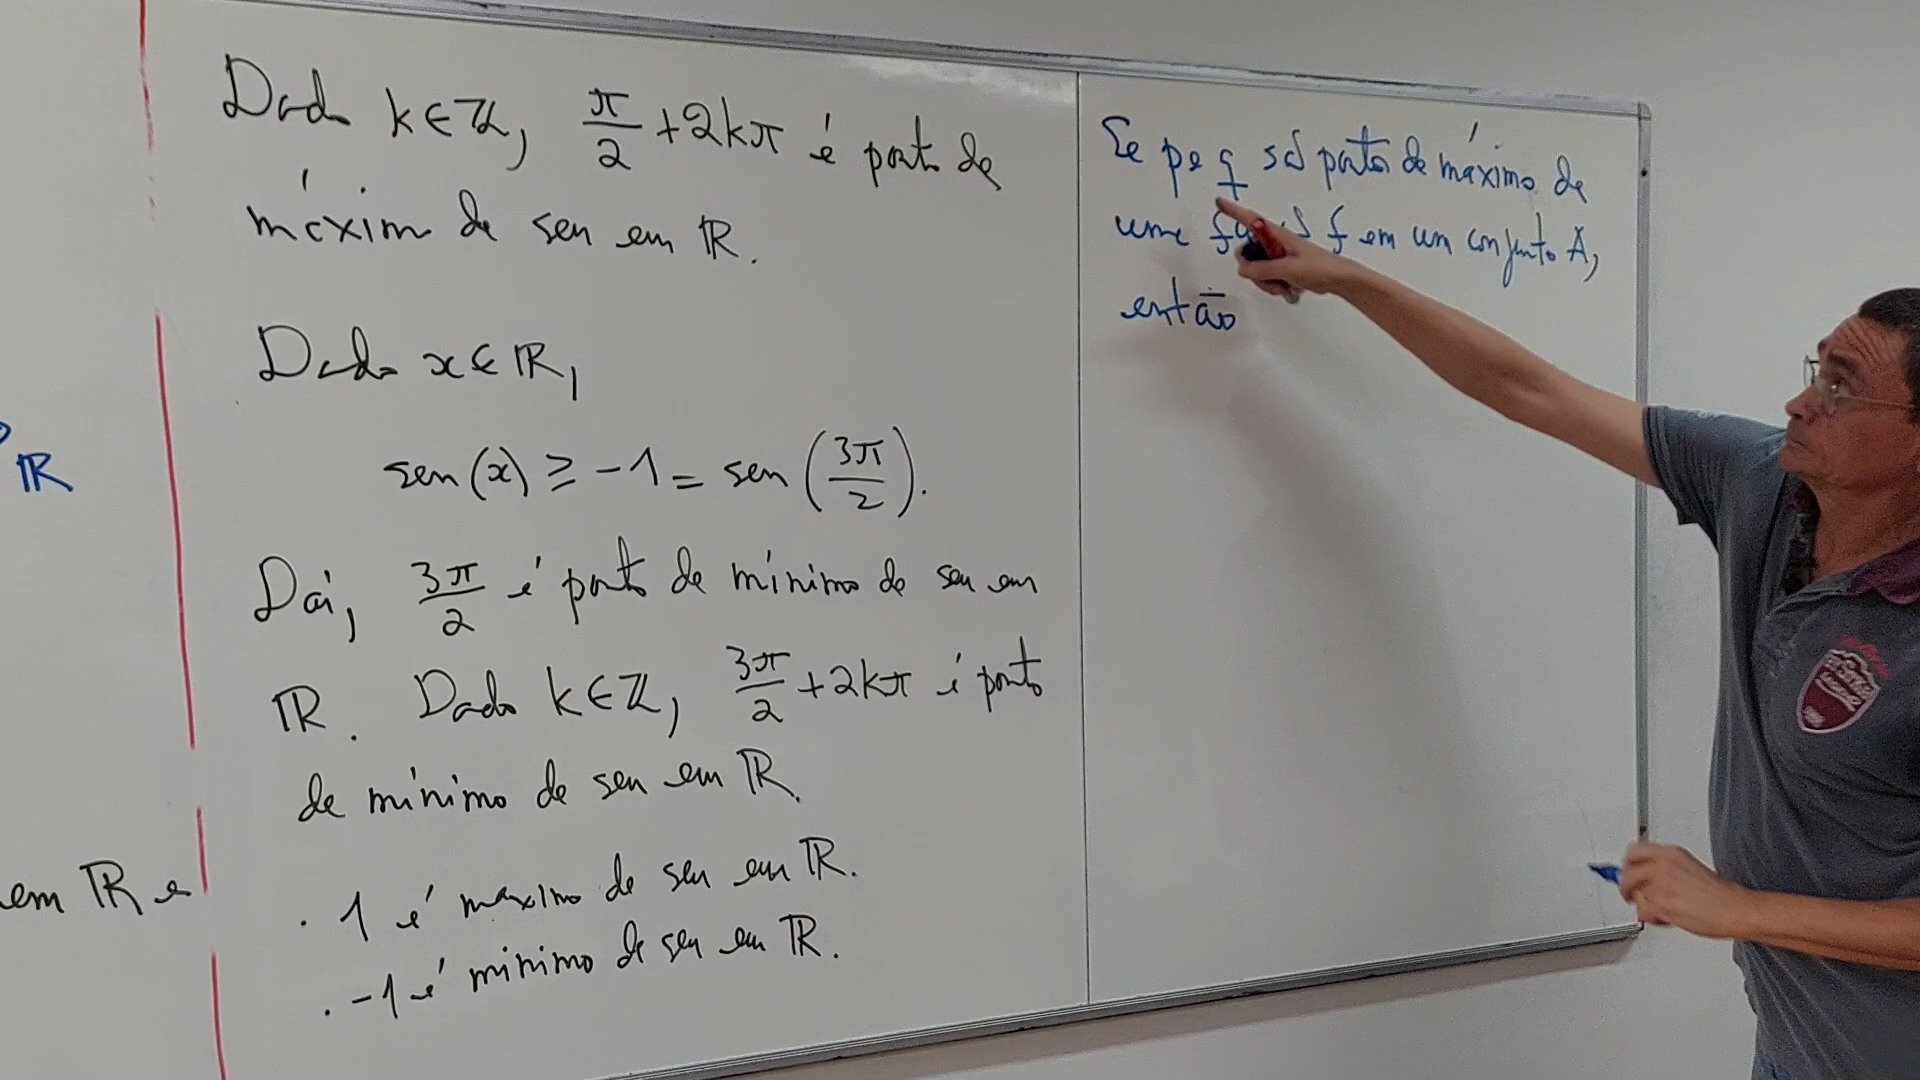 Dado k∈ℤ, π/2 + 2kπ é ponto de
máximo de sen em ℝ.
Dado x∈ℝ,
sen(x) ≥ -1 = sen(3π/2).
Daí, 3π/2 é ponto de mínimo de sen em
ℝ. Dado k∈ℤ, 3π/2 + 2kπ é ponto
de mínimo de sen em ℝ.
· 1 é máximo de sen em ℝ.
· -1 é mínimo de sen em ℝ.
ℝ
em ℝ e
Se p e q são pontos de máximo de
uma f em um conjunto A,
então